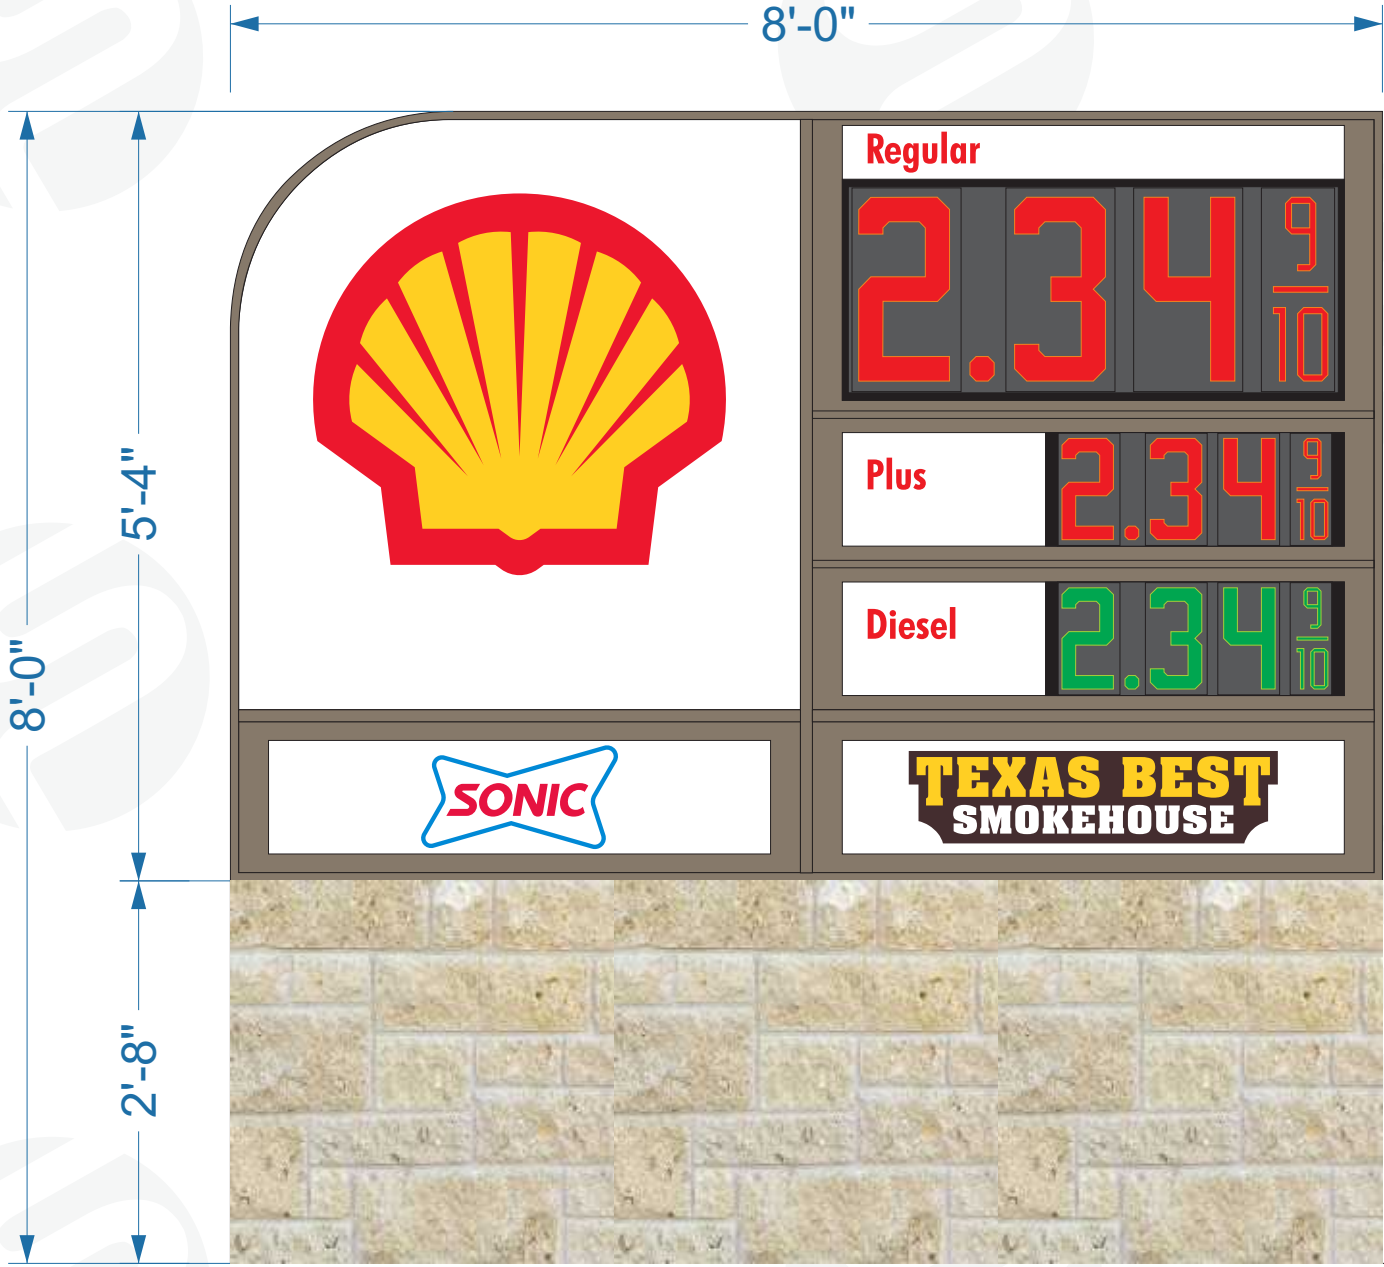 8'-0"
Regular
2.34 9/10
5'-4"
Plus
2.34 9/10
8'-0"
Diesel
2.34 9/10
SONIC
TEXAS BEST
SMOKEHOUSE
2'-8"